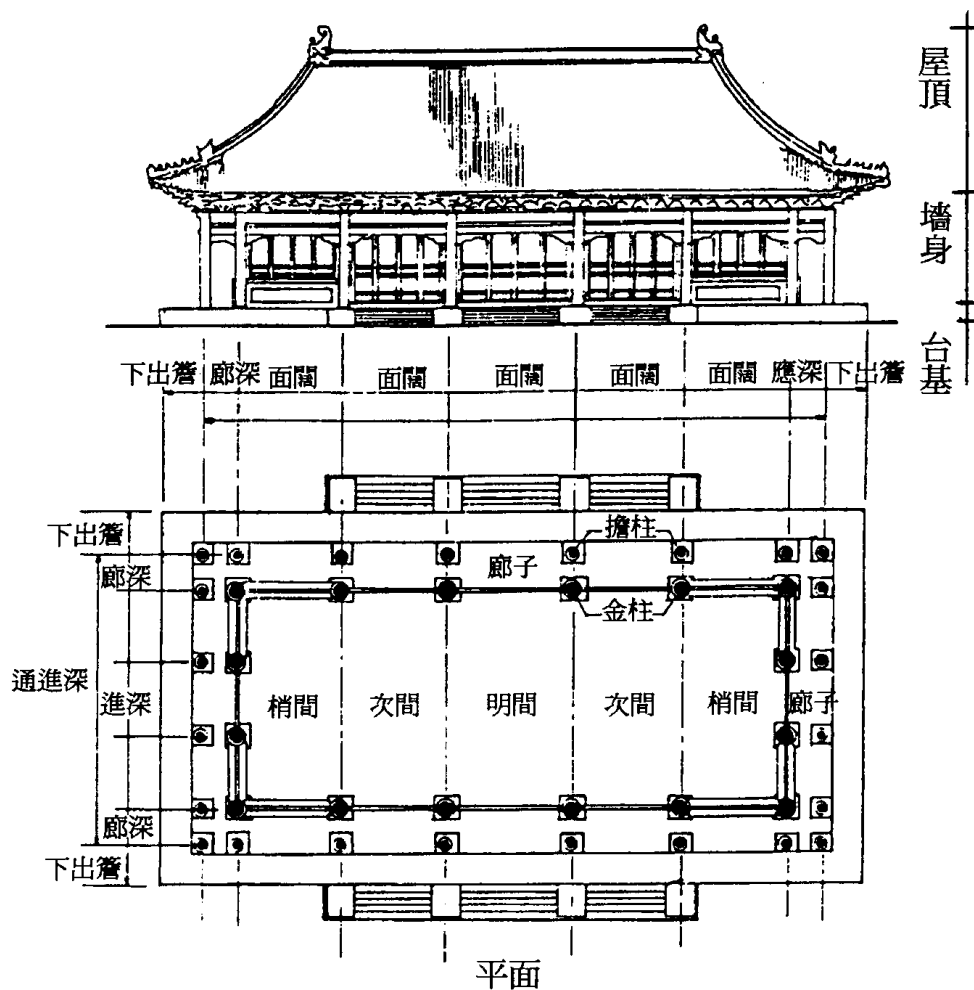 屋頂
墻身
台基
下出簷 廊深 面闊 面闊 面闊 面闊 面闊 應深 下出簷
下出簷
擔柱
廊深
廊子
金柱
通進深
進深
梢間 次間 明間 次間 梢間 廊子
廊深
下出簷
平面